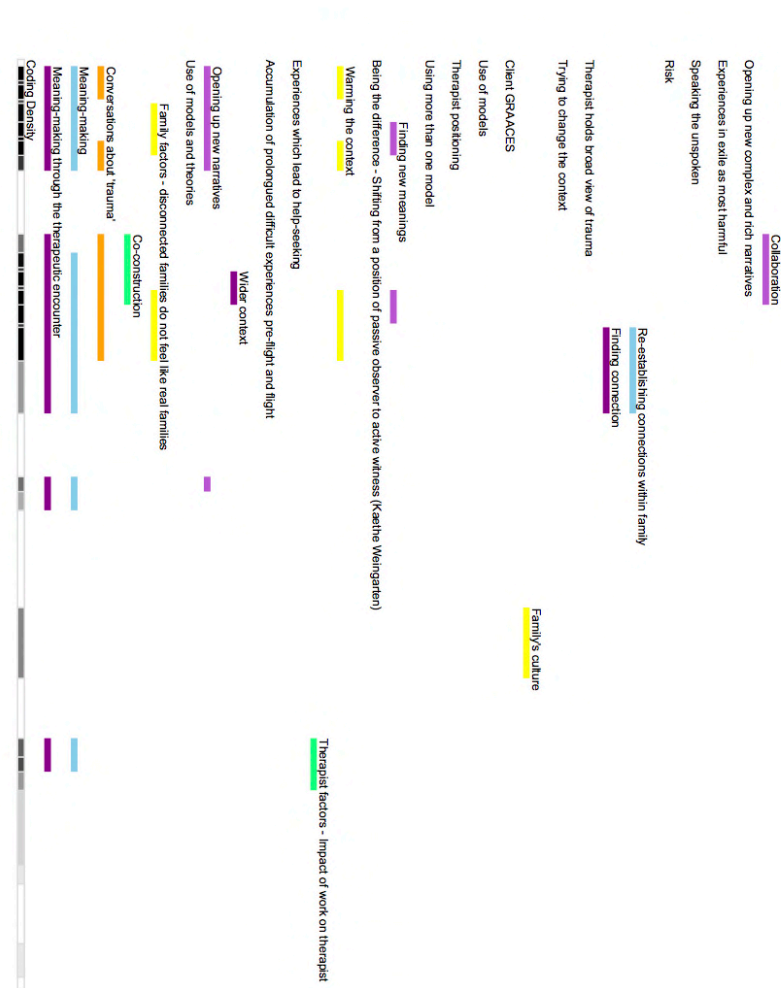 Collaboration
Opening up new complex and rich narratives
Experiences in exile as most harmful
Speaking the unspoken
Risk
Re-establishing connections within family
Finding connection
Therapist holds broad view of trauma
Trying to change the context
Family's culture
Client GRAACES
Use of models
Therapist positioning
Using more than one model
Finding new meanings
Being the difference - Shifting from a position of passive observer to active witness (Kaethe Weingarten)
Warming the context
Therapist factors - Impact of work on therapist
Experiences which lead to help-seeking
Accumulation of prolongued difficult experiences pre-flight and flight
Wider context
Opening up new narratives
Use of models and theories
Family factors - disconnected families do not feel like real families
Co-construction
Conversations about 'trauma'
Meaning-making
Meaning-making through the therapeutic encounter
Coding Density